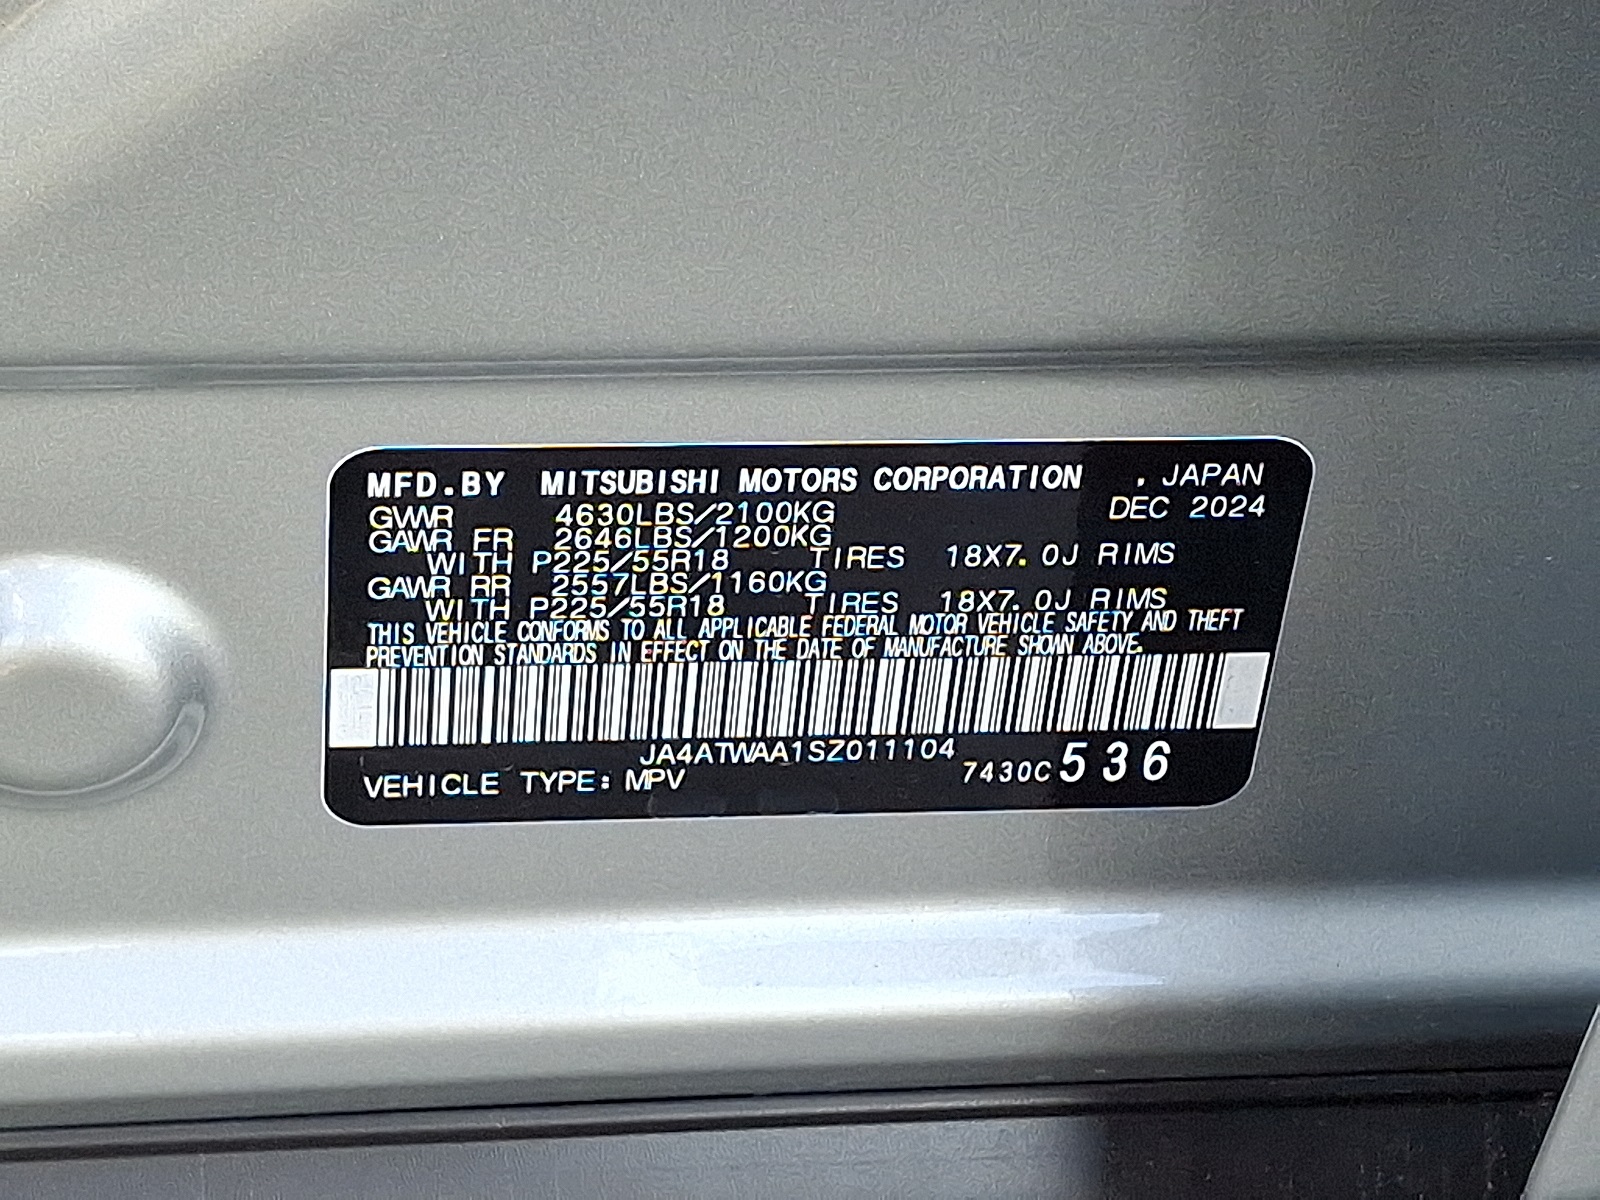 MFD.BY MITSUBISHI MOTORS CORPORATION , JAPAN
GVWR 4630LBS/2100KG DEC 2024
GAWR FR 2646LBS/1200KG
WITH P225/55R18 TIRES 18X7.0J RIMS
GAWR RR 2557LBS/1160KG
WITH P225/55R18 TIRES 18X7.0J RIMS
THIS VEHICLE CONFORMS TO ALL APPLICABLE FEDERAL MOTOR VEHICLE SAFETY AND THEFT
PREVENTION STANDARDS IN EFFECT ON THE DATE OF MANUFACTURE SHOWN ABOVE.
JA4ATWAA1SZ011104
VEHICLE TYPE: MPV 7430C 536